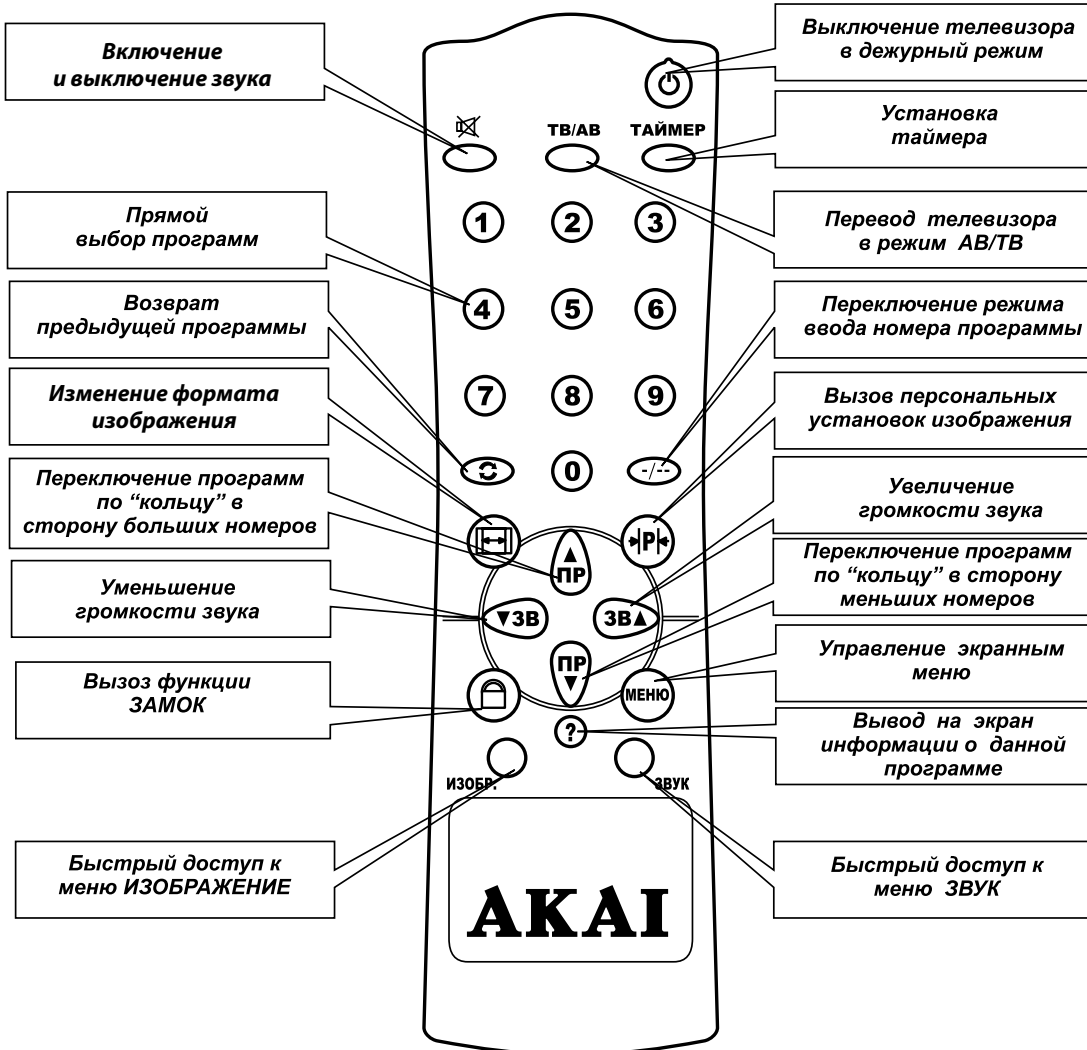 Включение
и выключение звука
Прямой
выбор программ
Возврат
предыдущей программы
Изменение формата
изображения
Переключение программ
по “кольцу” в
сторону больших номеров
Уменьшение
громкости звука
Вызоз функции
ЗАМОК
Быстрый доступ к
меню ИЗОБРАЖЕНИЕ
ТВ/АВ ТАЙМЕР
1 2 3
4 5 6
7 8 9
0 -/--
P
ПР
ЗВ ЗВ
ПР
МЕНЮ
?
ИЗОБР. ЗВУК
AKAI
Выключение телевизора
в дежурный режим
Установка
таймера
Перевод телевизора
в режим АВ/ТВ
Переключение режима
ввода номера программы
Вызов персональных
установок изображения
Увеличение
громкости звука
Переключение программ
по “кольцу” в сторону
меньших номеров
Управление экранным
меню
Вывод на экран
информации о данной
программе
Быстрый доступ к
меню ЗВУК